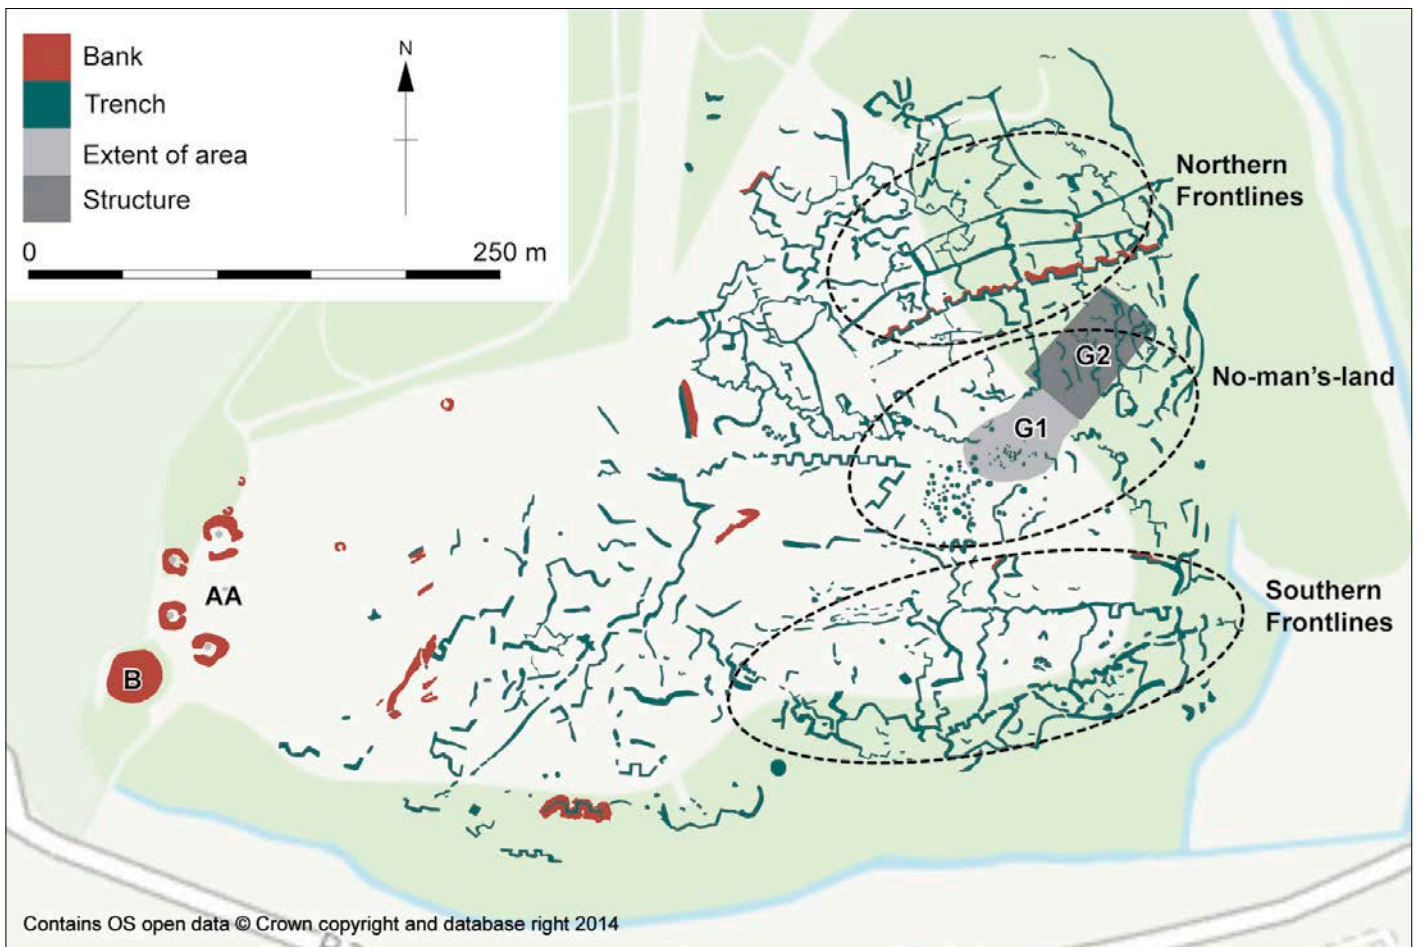 Bank
Trench
Extent of area
Structure
N
0
250 m
Northern
Frontlines
G2
No-man's-land
G1
AA
Southern
Frontlines
B
Contains OS open data © Crown copyright and database right 2014